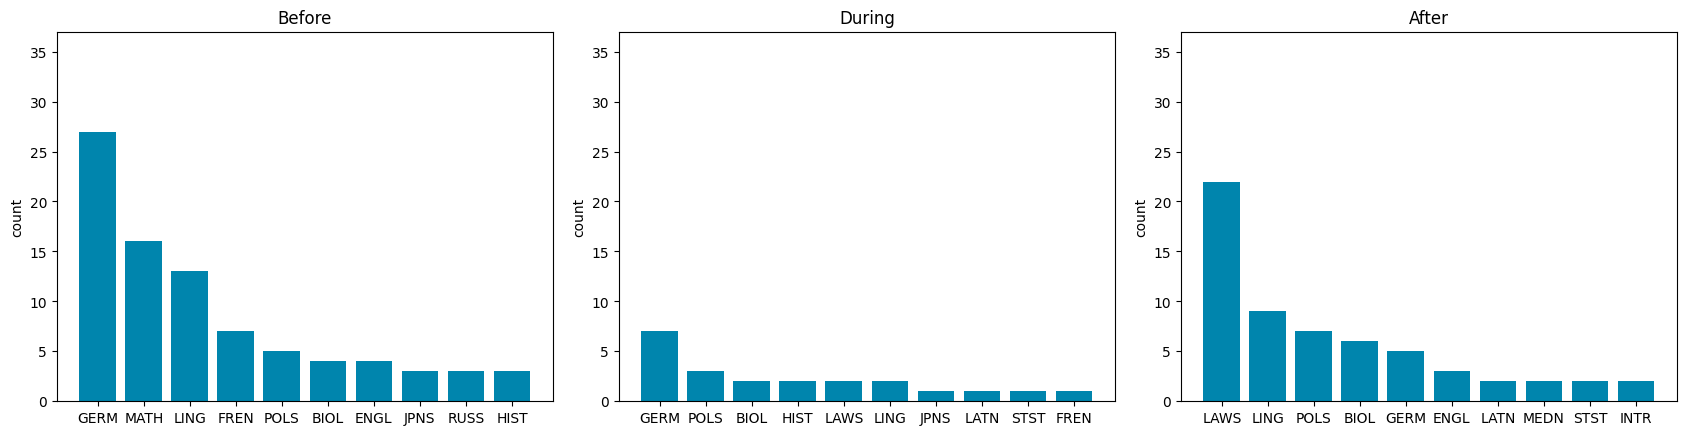 Before
During
After
count
35
30
25
20
15
10
5
0
GERM MATH LING FREN POLS BIOL ENGL JPNS RUSS HIST
count
35
30
25
20
15
10
5
0
GERM POLS BIOL HIST LAWS LING JPNS LATN STST FREN
count
35
30
25
20
15
10
5
0
LAWS LING POLS BIOL GERM ENGL LATN MEDN STST INTR